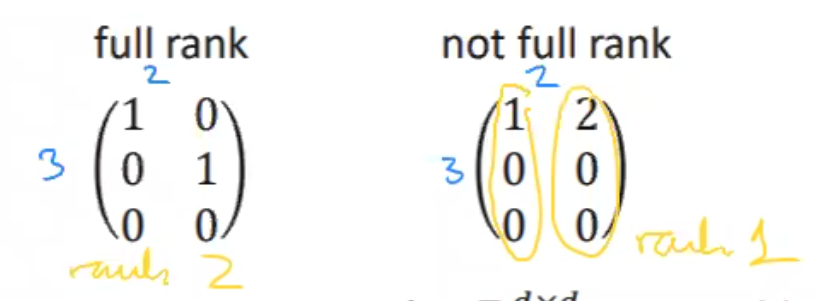 full rank
not full rank
2
2
3
1 0
0 1
0 0
3
1 2
0 0
0 0
rank 2
rank 1
d×d